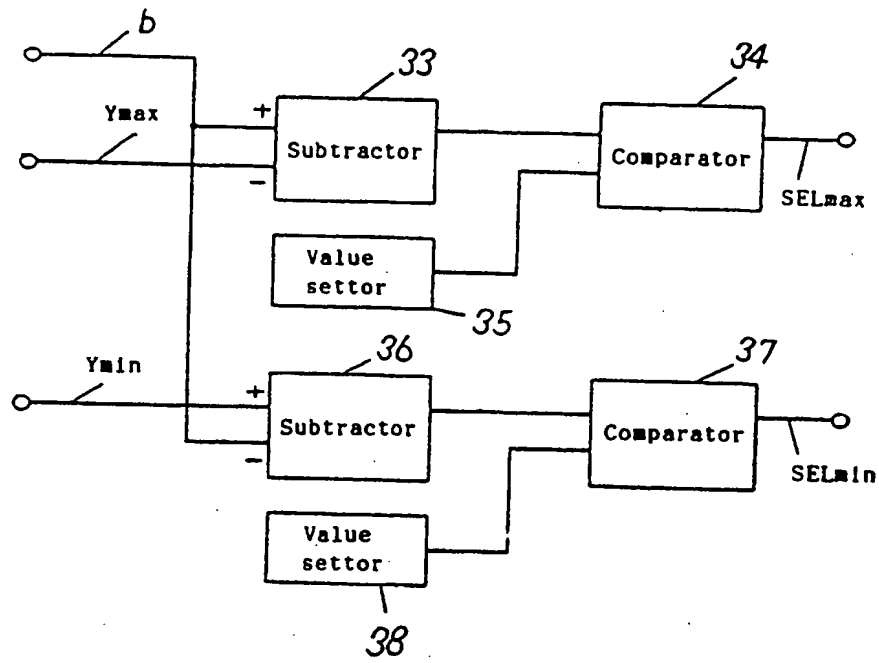 b
33
34
Ymax
+
Subtractor
Comparator
−
SELmax
Value
settor
35
36
37
Ymin
+
Subtractor
Comparator
−
SELmin
Value
settor
38